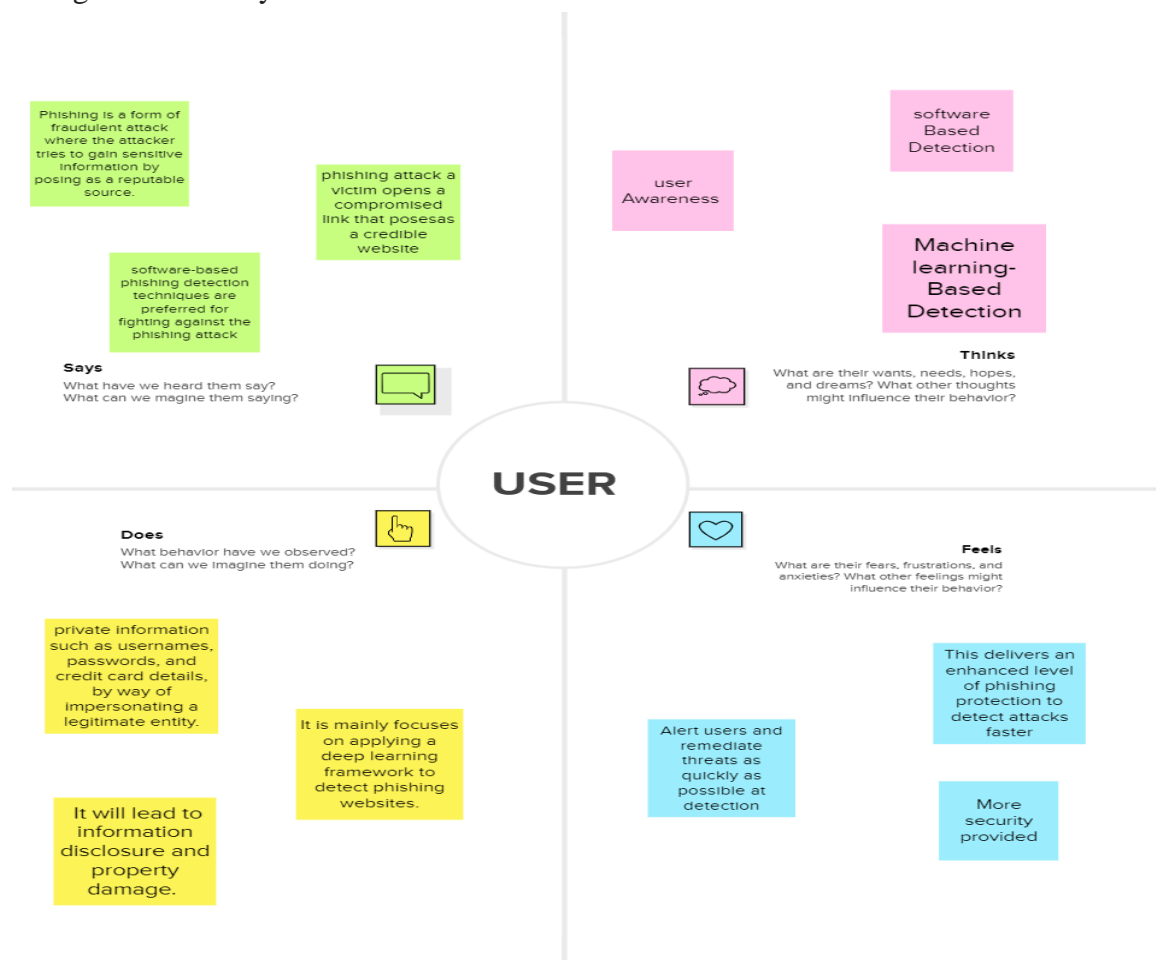 Phishing is a form of
fraudulent attack
where the attacker
tries to gain sensitive
information by
posing as a reputable
source.
phishing attack a
victim opens a
compromised
link that posesas
a credible
website
software-based
phishing detection
techniques are
preferred for
fighting against the
phishing attack
Says
What have we heard them say?
What can we magine them saying?
user
Awareness
software
Based
Detection
Machine
learning-
Based
Detection
Thinks
What are their wants, needs, hopes,
and dreams? What other thoughts
might influence their behavior?
USER
Does
What behavior have we observed?
What can we imagine them doing?
private information
such as usernames,
passwords, and
credit card details,
by way of
impersonating a
legitimate entity.
It is mainly focuses
on applying a
deep learning
framework to
detect phishing
websites.
It will lead to
information
disclosure and
property
damage.
Feels
What are their fears, frustrations, and
anxieties? What other feelings might
influence their behavior?
This delivers an
enhanced level
of phishing
protection to
detect attacks
faster
Alert users and
remediate
threats as
quickly as
possible at
detection
More
security
provided